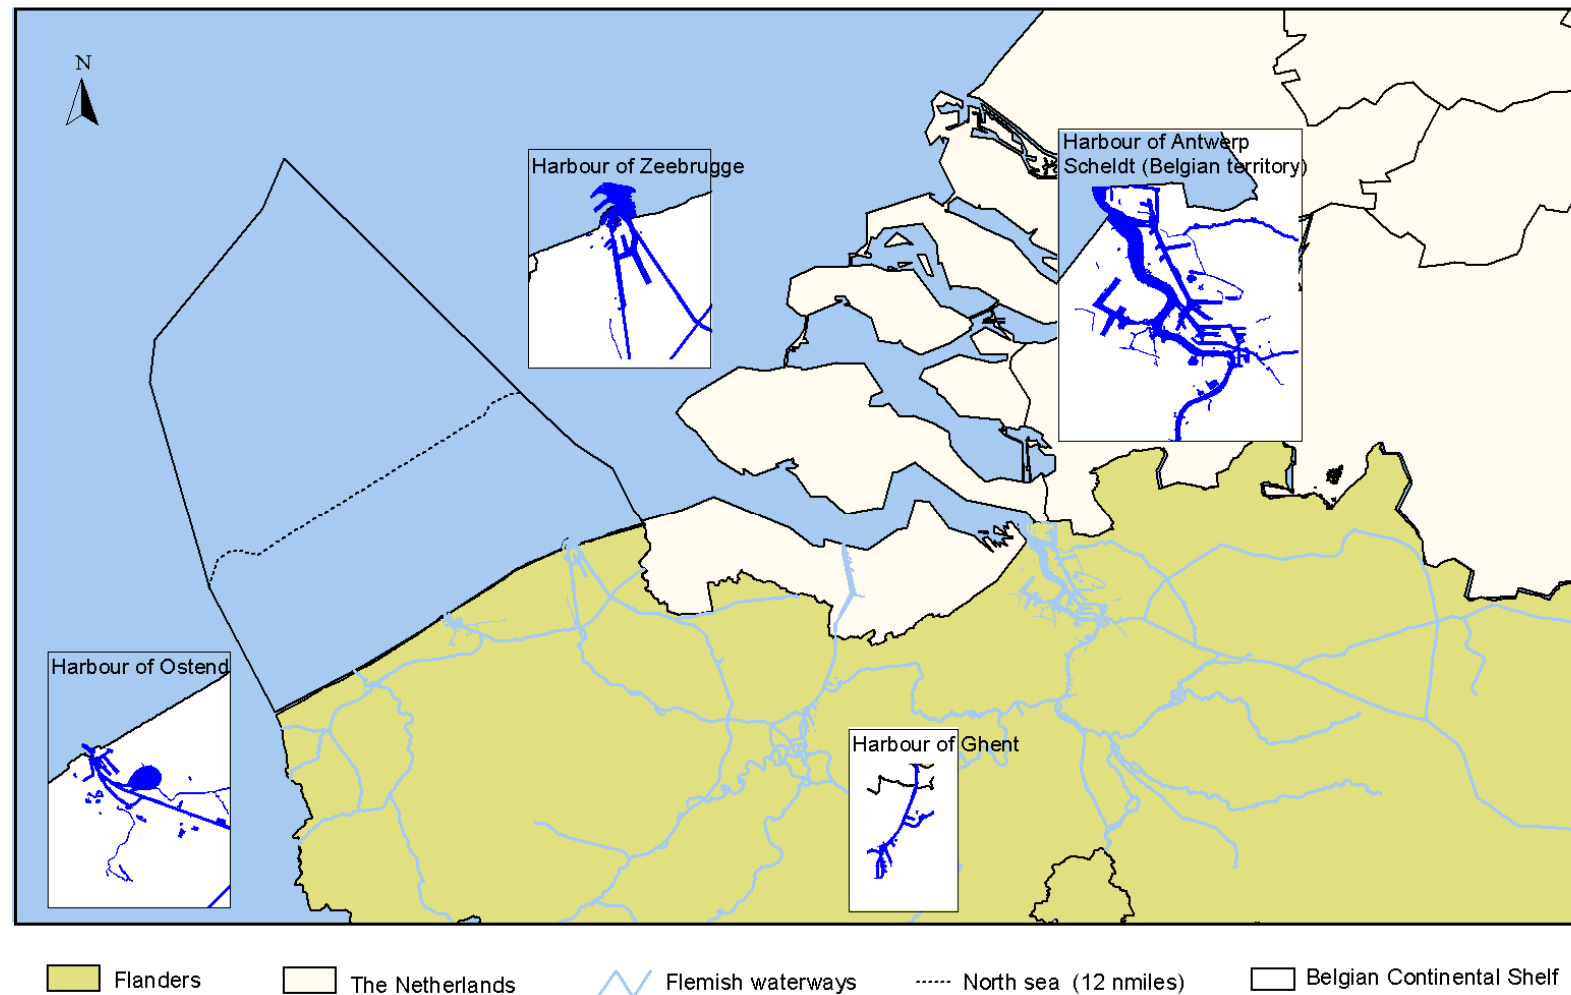 N
Harbour of Zeebrugge
Harbour of Antwerp
Scheldt (Belgian territory)
Harbour of Ostend
Harbour of Ghent
Flanders
The Netherlands
Flemish waterways
North sea (12 nmiles)
Belgian Continental Shelf